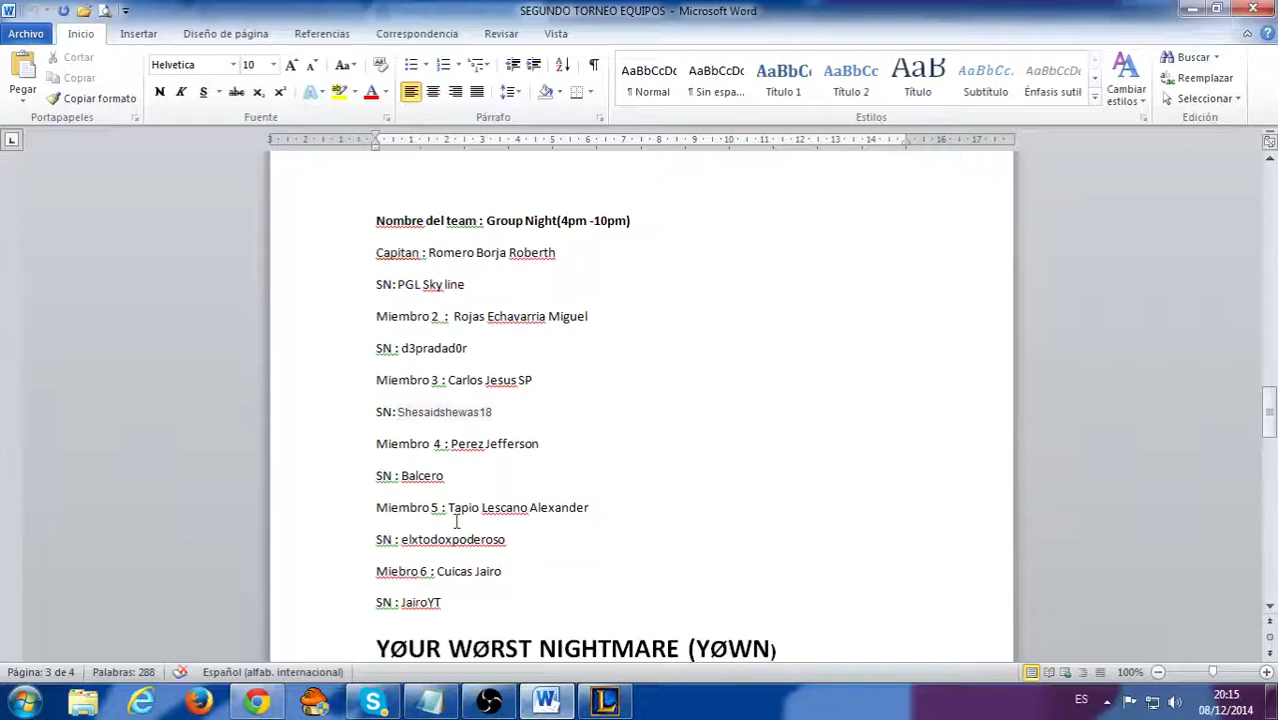 SEGUNDO TORNEO EQUIPOS - Microsoft Word
Archivo Inicio Insertar Diseño de página Referencias Correspondencia Revisar Vista
Pegar
Cortar
Copiar
Copiar formato
Portapapeles
Helvetica 10
Fuente
Párrafo
AaBbCcDc AaBbCcDc AaBbC AaBbCc AaB AaBbCc. AaBbCcDc
¶ Normal ¶ Sin espa... Título 1 Título 2 Título Subtítulo Énfasis sutil
Cambiar estilos
Estilos
Buscar
Reemplazar
Seleccionar
Edición
Nombre del team : Group Night(4pm -10pm)
Capitan : Romero Borja Roberth
SN: PGL Sky line
Miembro 2 : Rojas Echavarria Miguel
SN : d3pradad0r
Miembro 3 : Carlos Jesus SP
SN: Shesaidshewas18
Miembro 4 : Perez Jefferson
SN : Balcero
Miembro 5 : Tapio Lescano Alexander
SN : elxtodoxpoderoso
Miebro 6 : Cuicas Jairo
SN : JairoYT
YØUR WØRST NIGHTMARE (YØWN)
Página: 3 de 4 Palabras: 288 Español (alfab. internacional) 100%
ES 20:15
08/12/2014